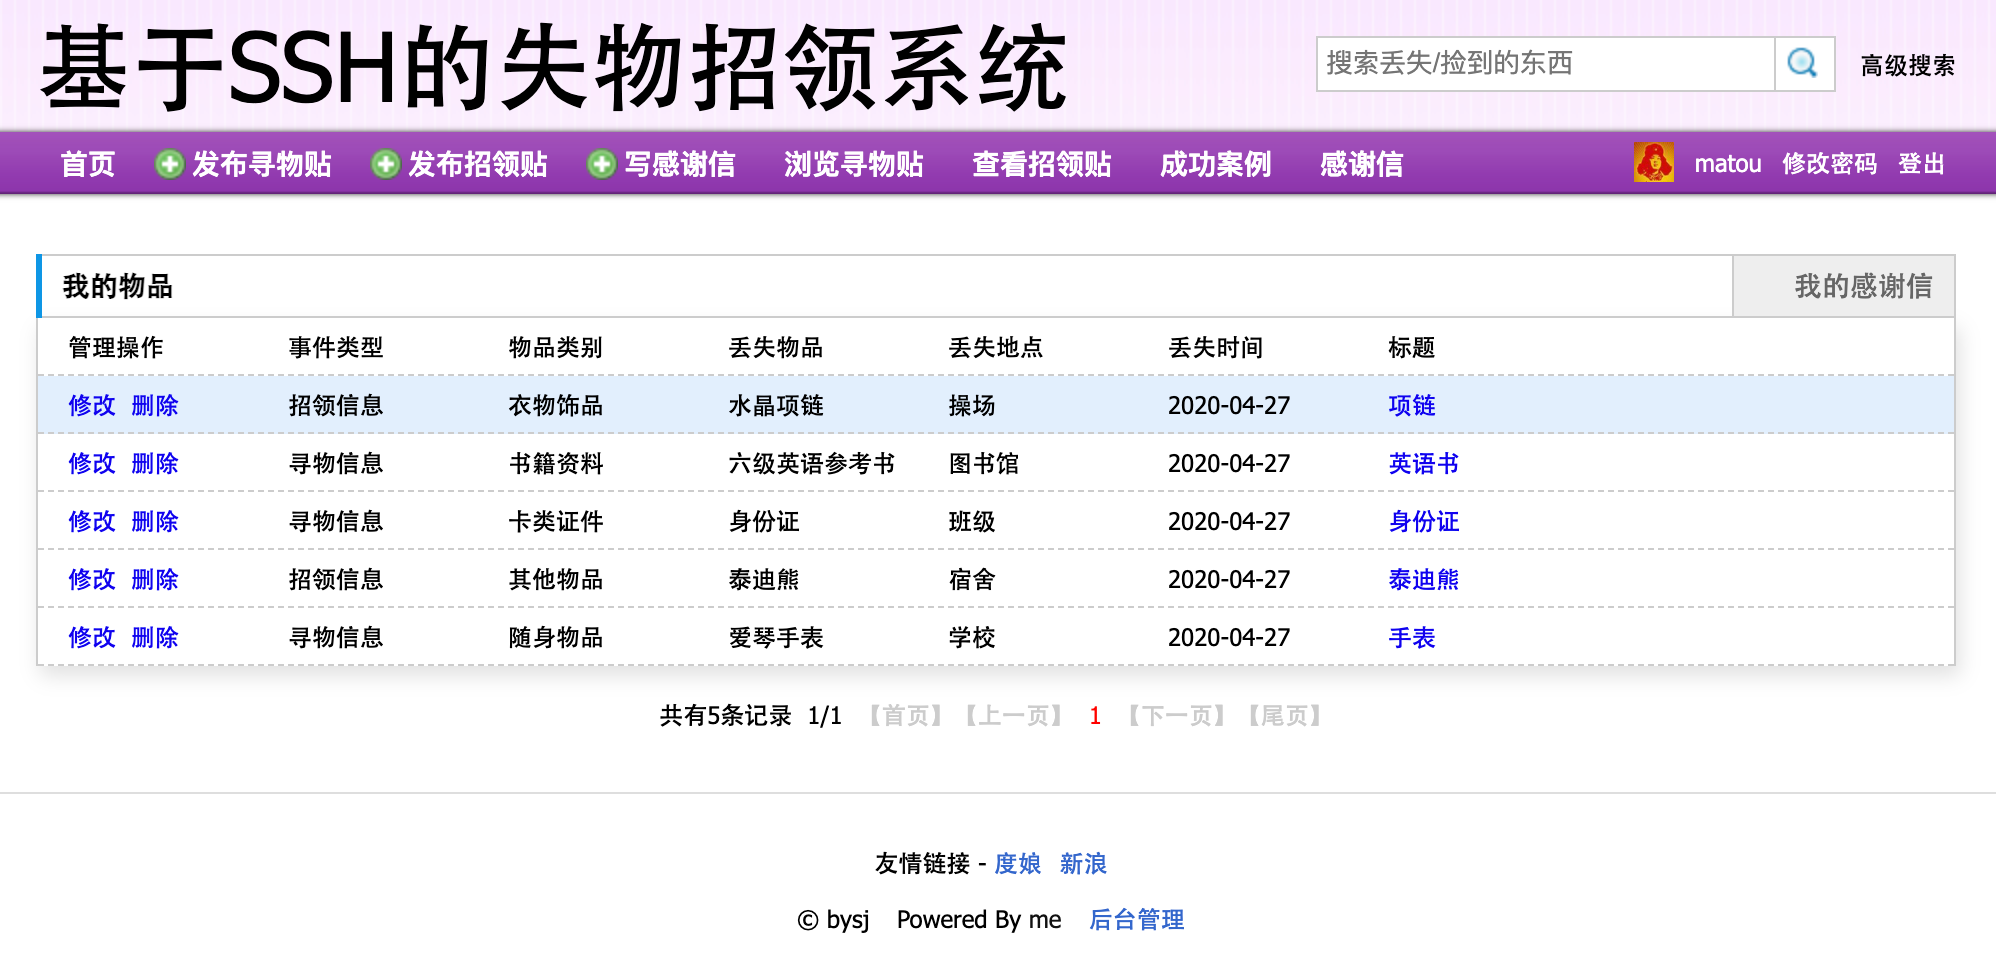 基于SSH的失物招领系统
搜索丢失/捡到的东西 高级搜索
首页 发布寻物贴 发布招领贴 写感谢信 浏览寻物贴 查看招领贴 成功案例 感谢信 matou 修改密码 登出
我的物品 我的感谢信
管理操作 事件类型 物品类别 丢失物品 丢失地点 丢失时间 标题
修改 删除 招领信息 衣物饰品 水晶项链 操场 2020-04-27 项链
修改 删除 寻物信息 书籍资料 六级英语参考书 图书馆 2020-04-27 英语书
修改 删除 寻物信息 卡类证件 身份证 班级 2020-04-27 身份证
修改 删除 招领信息 其他物品 泰迪熊 宿舍 2020-04-27 泰迪熊
修改 删除 寻物信息 随身物品 爱琴手表 学校 2020-04-27 手表
共有5条记录 1/1 【首页】【上一页】 1 【下一页】【尾页】
友情链接 - 度娘 新浪
© bysj Powered By me 后台管理